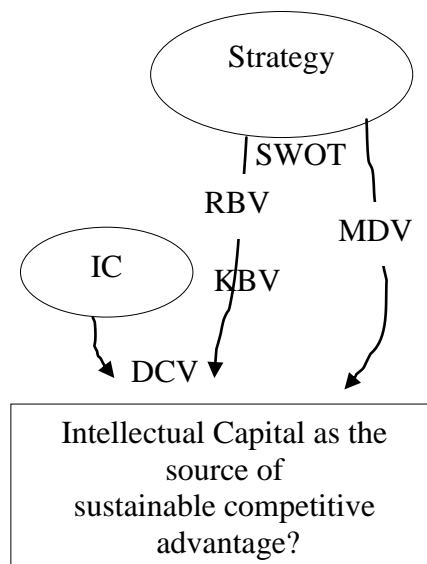 Strategy
SWOT
RBV
MDV
IC
KBV
DCV
Intellectual Capital as the
source of
sustainable competitive
advantage?